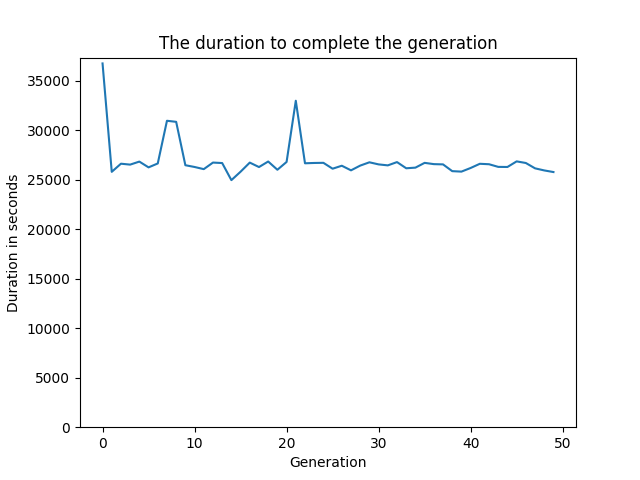 The duration to complete the generation
35000
30000
25000
20000
15000
10000
5000
0
Duration in seconds
0 10 20 30 40 50
Generation